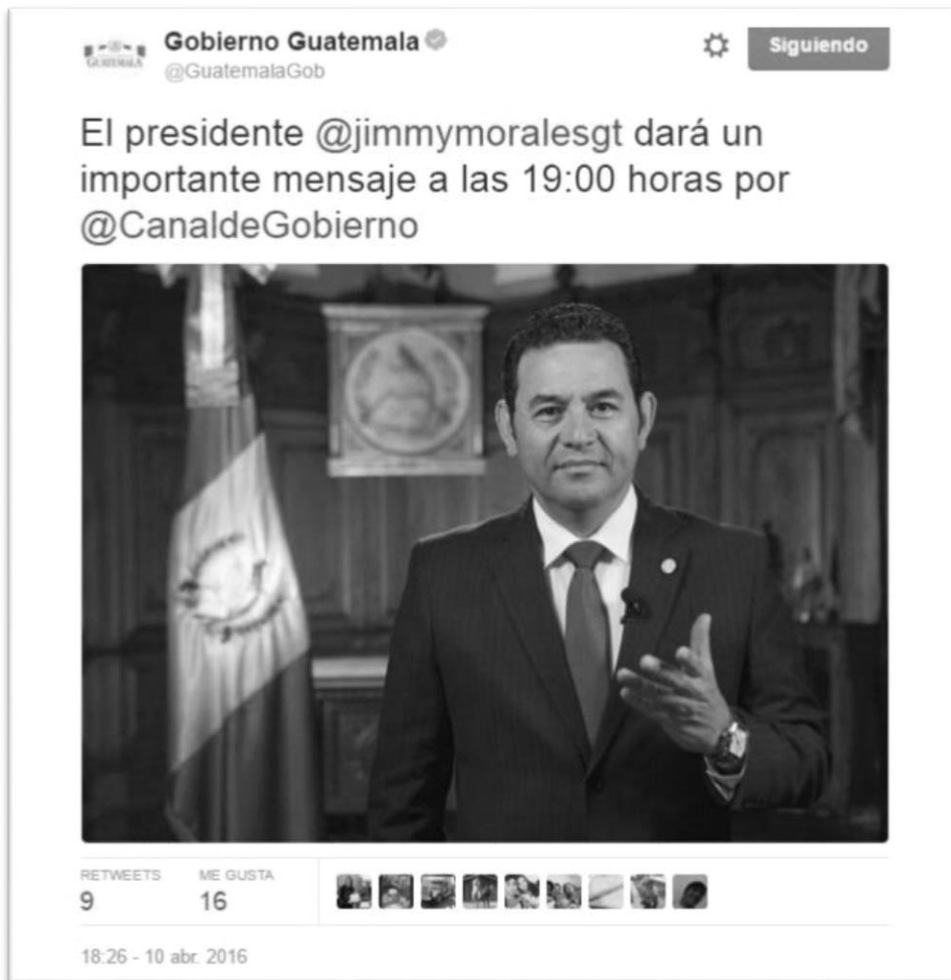 Gobierno Guatemala
@GuatemalaGob
Siguiendo
El presidente @jimmymoralesgt dará un
importante mensaje a las 19:00 horas por
@CanaldeGobierno
RETWEETS
9
ME GUSTA
16
18:26 - 10 abr. 2016